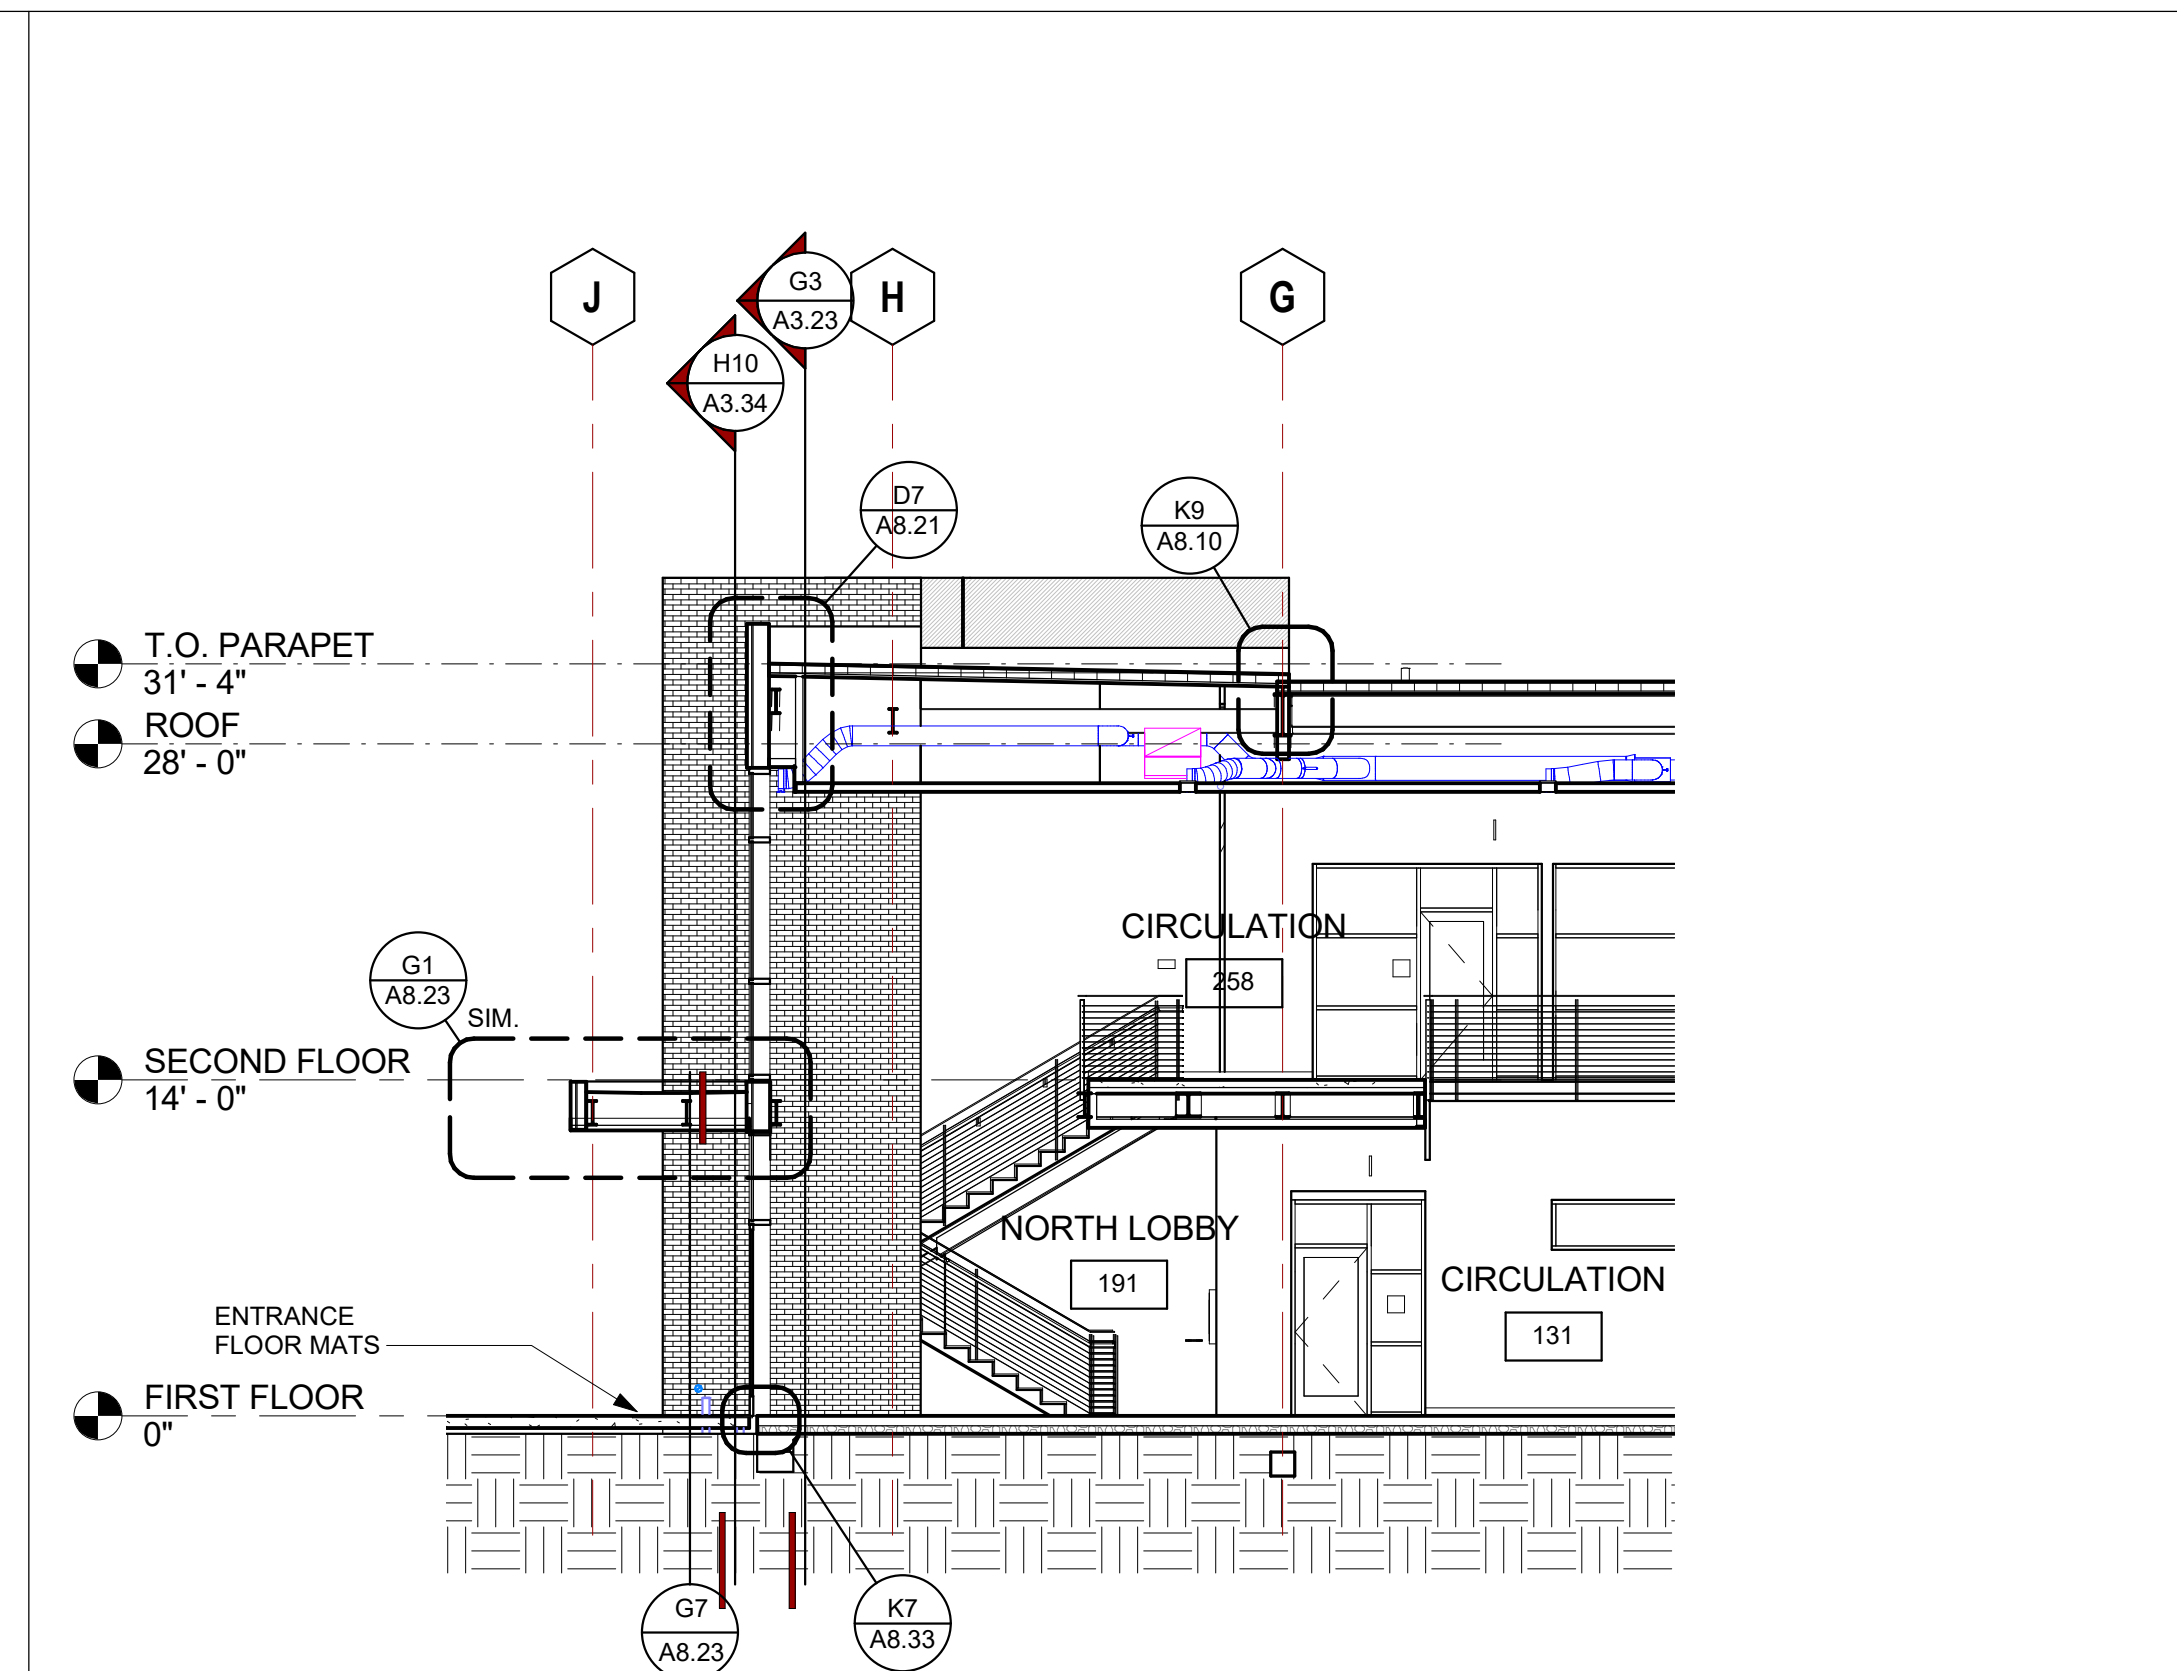 J
G3
A3.23
H
G
H10
A3.34
D7
A8.21
K9
A8.10
T.O. PARAPET
31' - 4"
ROOF
28' - 0"
CIRCULATION
258
G1
A8.23
SIM.
SECOND FLOOR
14' - 0"
NORTH LOBBY
191
CIRCULATION
131
ENTRANCE
FLOOR MATS
FIRST FLOOR
0"
G7
A8.23
K7
A8.33